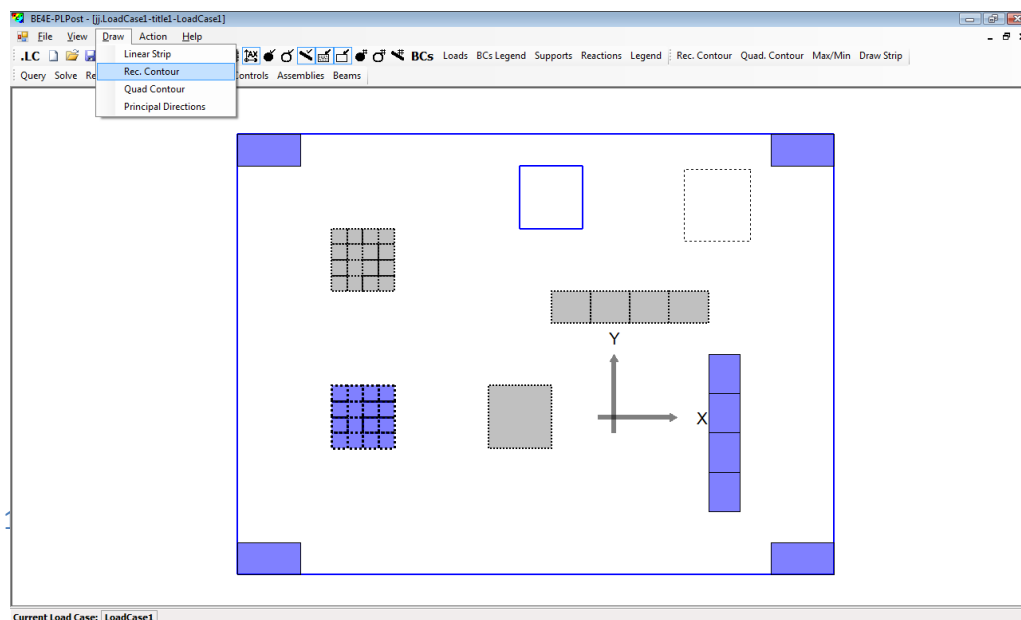 BE4E-PLPost - [jj.LoadCase1-title1-LoadCase1]
File View Draw Action Help
.LC BCs Loads BCs Legend Supports Reactions Legend Rec. Contour Quad. Contour Max/Min Draw Strip
Query Solve Re ontrols Assemblies Beams
Linear Strip
Rec. Contour
Quad Contour
Principal Directions
Y
X
Current Load Case: LoadCase1